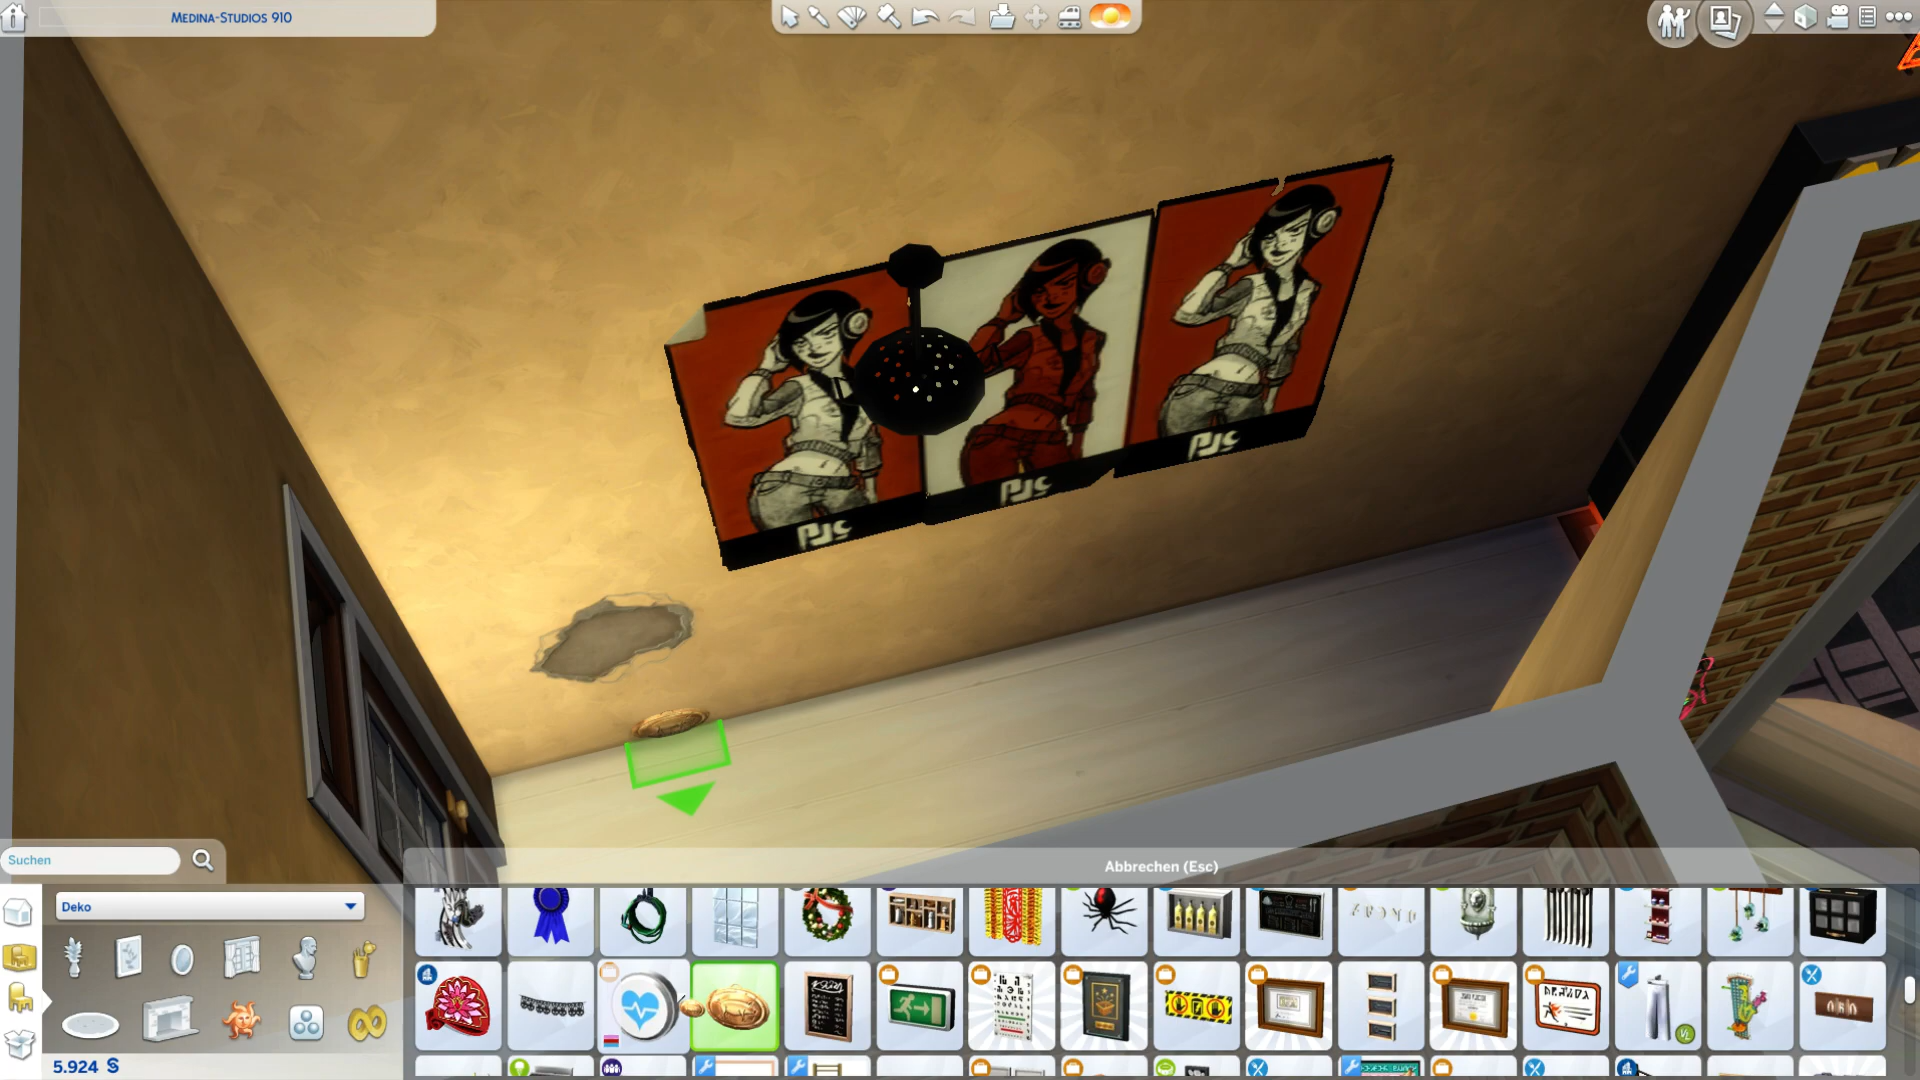 Medina-Studios 910
PJS
PJS
PJS
Suchen
Abbrechen (Esc)
Deko
5.924 S